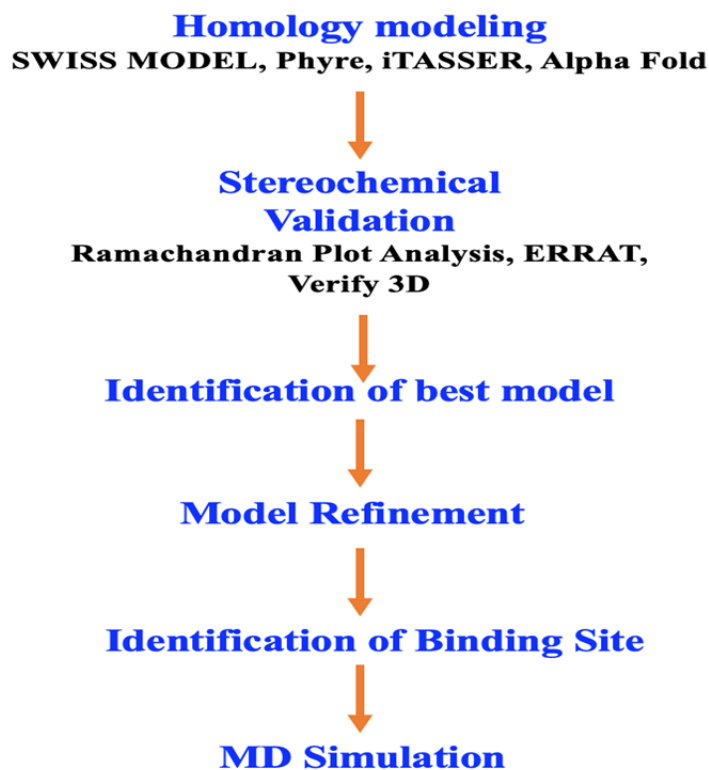 Homology modeling
SWISS MODEL, Phyre, iTASSER, Alpha Fold
Stereochemical
Validation
Ramachandran Plot Analysis, ERRAT,
Verify 3D
Identification of best model
Model Refinement
Identification of Binding Site
MD Simulation